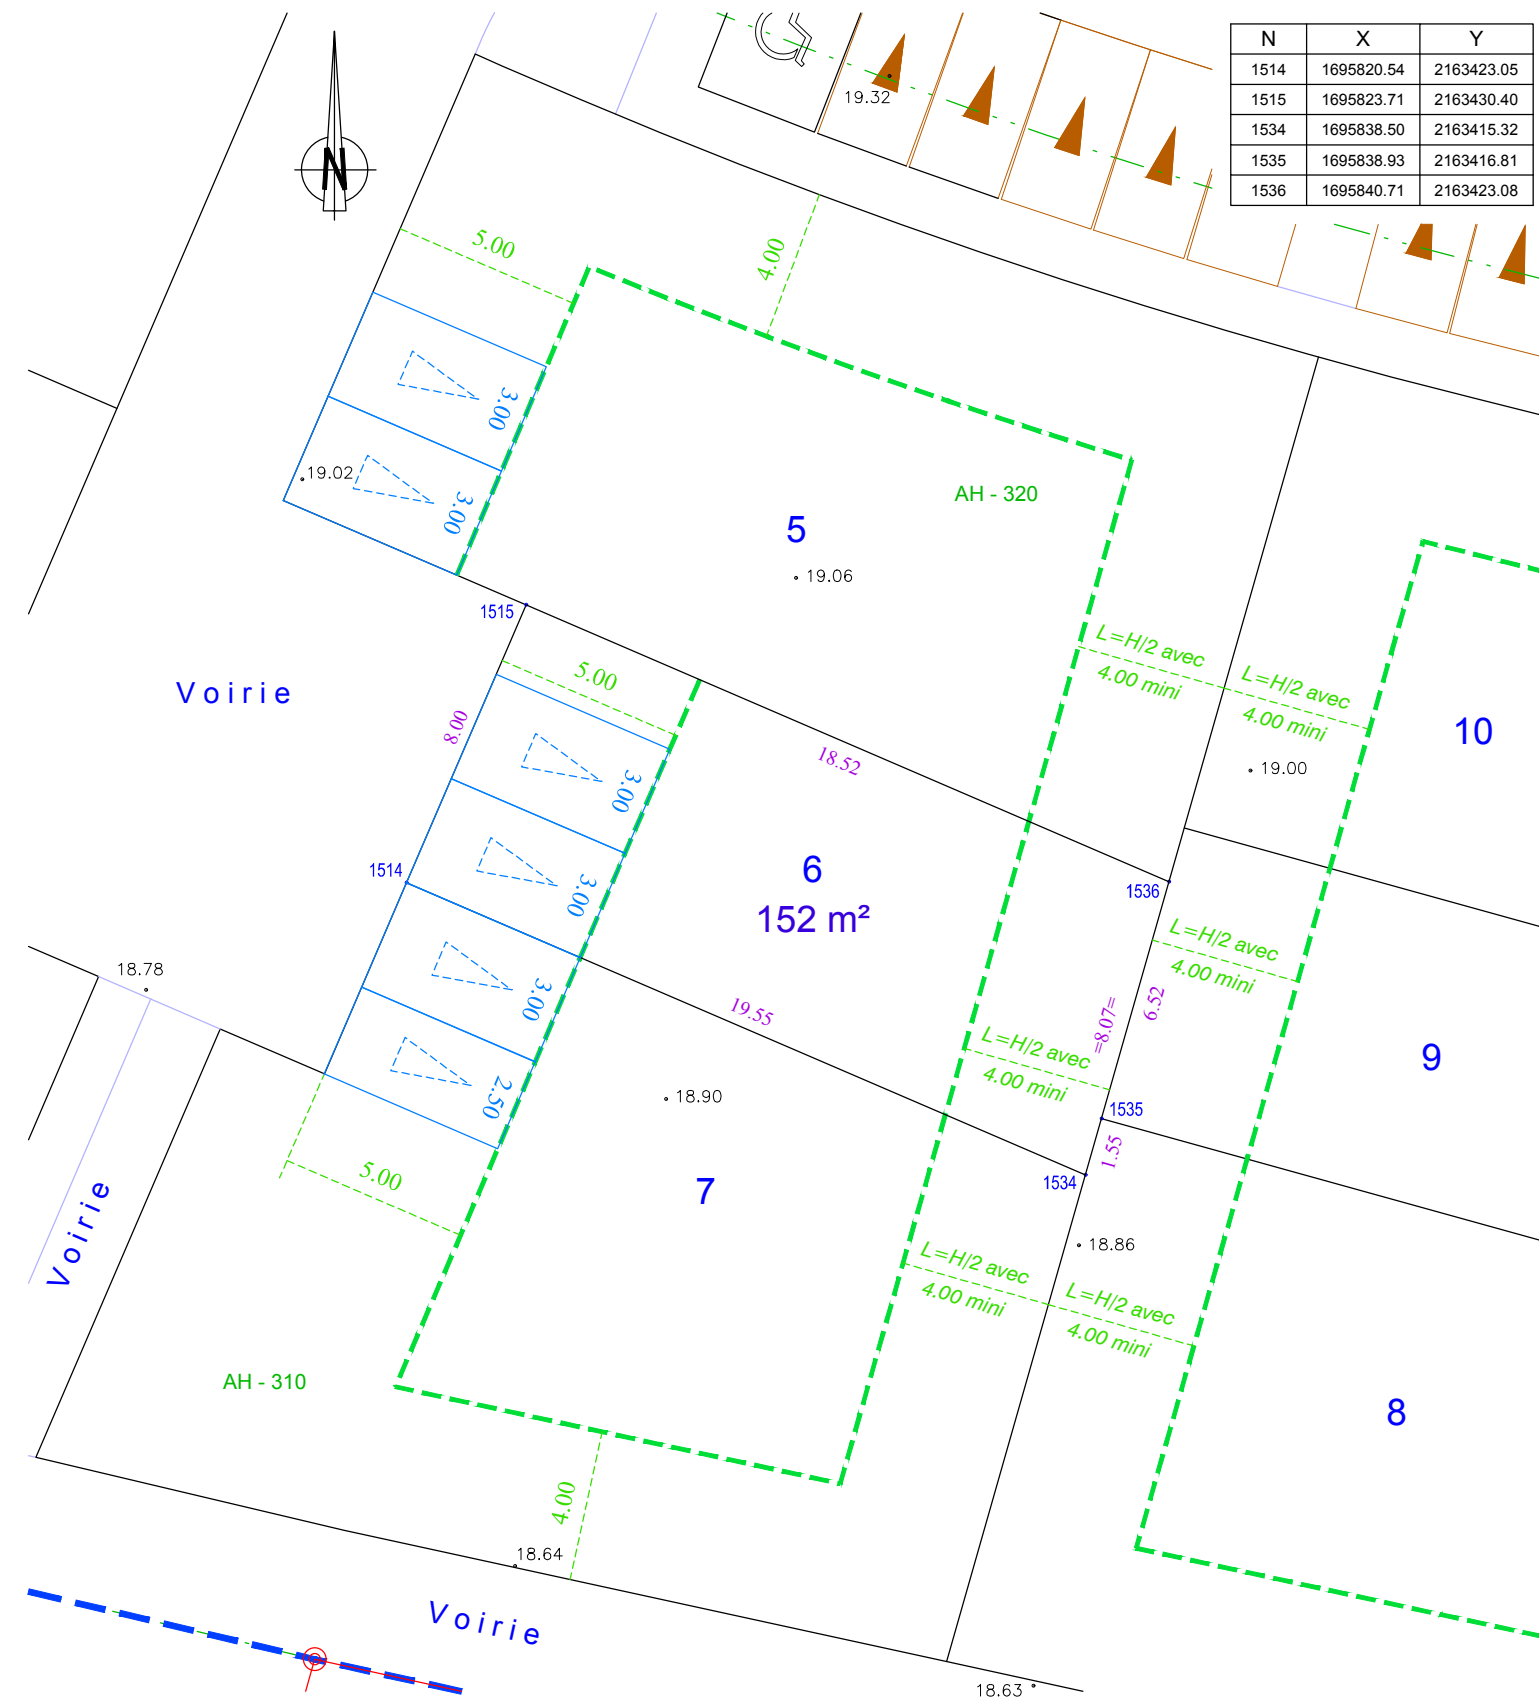 N X Y
1514 1695820.54 2163423.05
1515 1695823.71 2163430.40
1534 1695838.50 2163415.32
1535 1695838.93 2163416.81
1536 1695840.71 2163423.08
N
19.32
5.00
4.00
3.00
3.00
19.02
AH - 320
5
19.06
1515
L=H/2 avec
4.00 mini
L=H/2 avec
4.00 mini
Voirie
5.00
8.00
18.52
10
19.00
3.00
3.00
1514
6
152 m²
1536
L=H/2 avec
4.00 mini
18.78
3.00
19.55
=8.07=
6.52
L=H/2 avec
4.00 mini
9
2.50
18.90
1535
1.55
5.00
7
1534
Voirie
18.86
L=H/2 avec
4.00 mini
L=H/2 avec
4.00 mini
AH - 310
8
4.00
18.64
Voirie
18.63